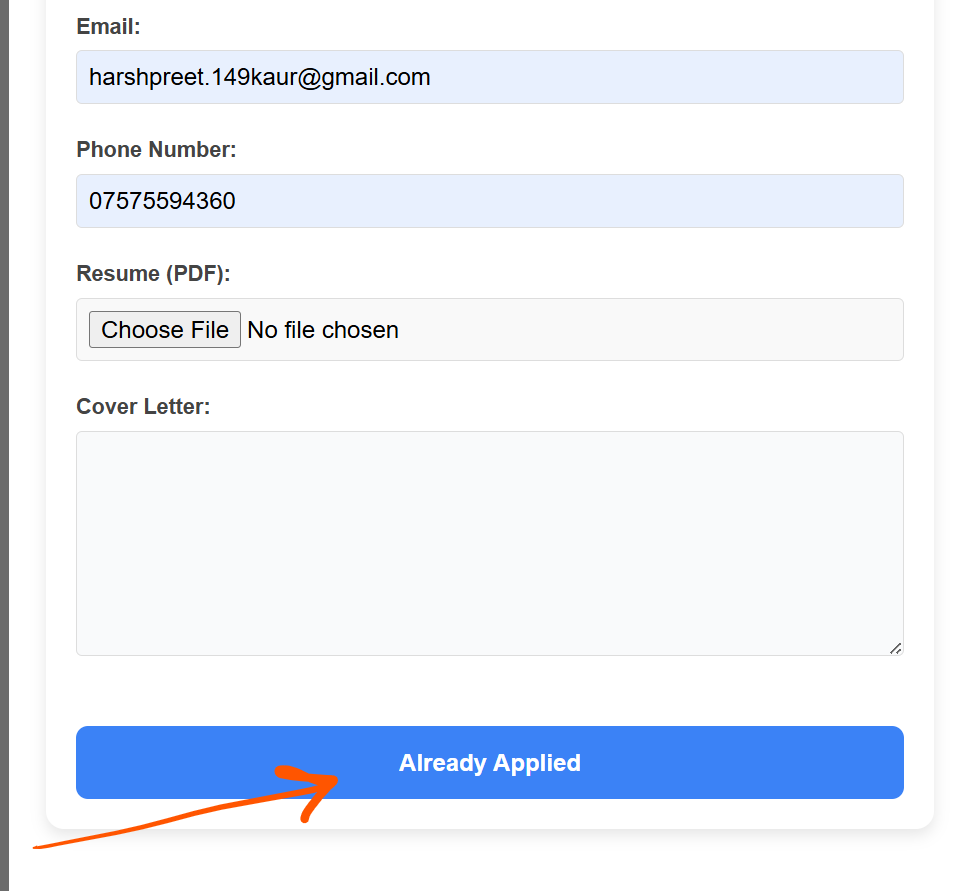 Email:
harshpreet.149kaur@gmail.com
Phone Number:
07575594360
Resume (PDF):
Choose File No file chosen
Cover Letter:
Already Applied